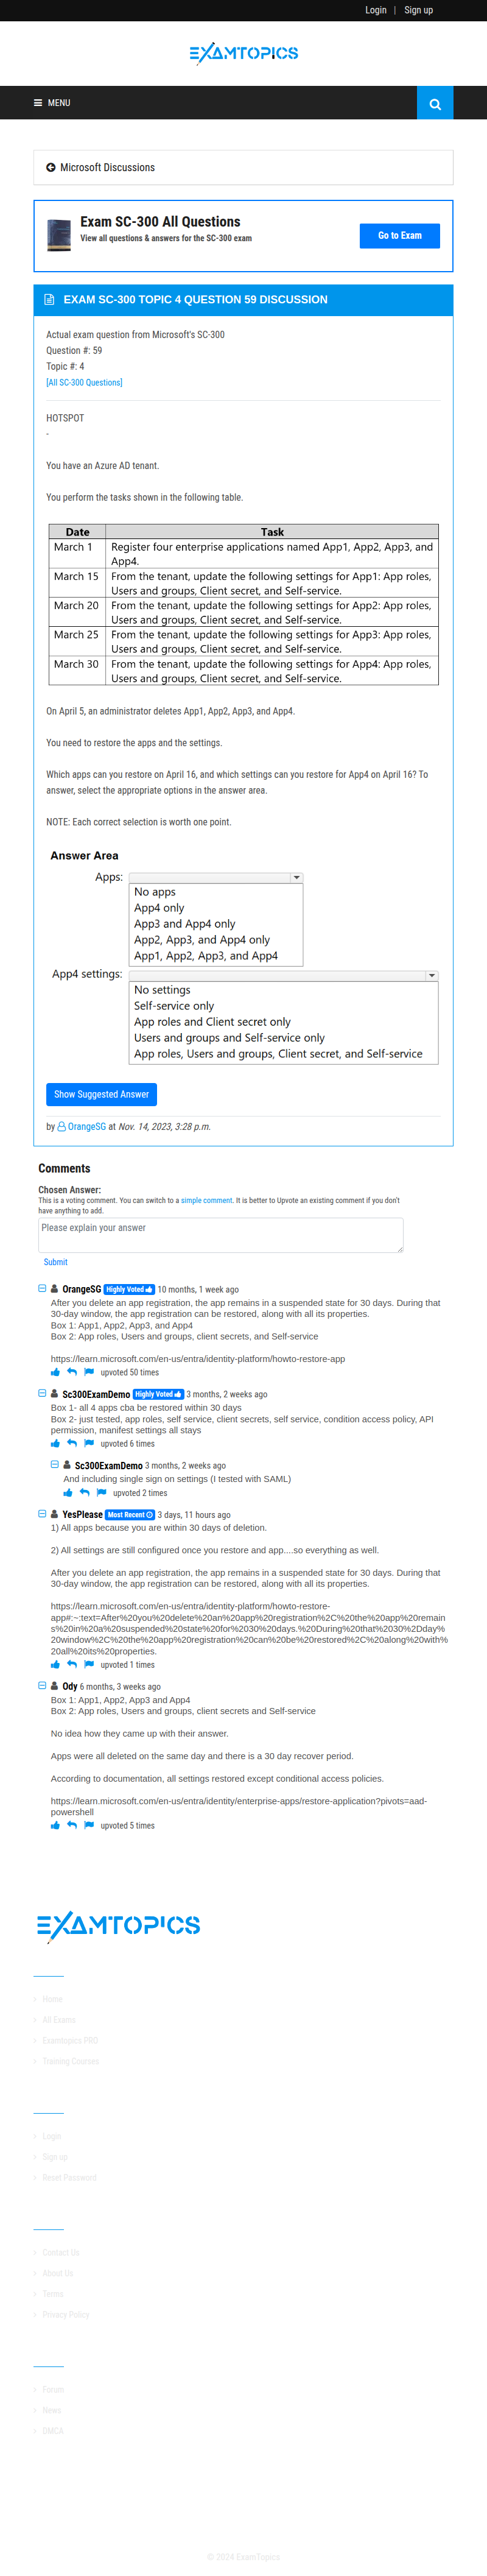 Login | Sign up
EXAMTOPICS
MENU
Microsoft Discussions
Exam SC-300 All Questions
View all questions & answers for the SC-300 exam
Go to Exam
EXAM SC-300 TOPIC 4 QUESTION 59 DISCUSSION
Actual exam question from Microsoft's SC-300
Question #: 59
Topic #: 4
[All SC-300 Questions]
HOTSPOT
-
You have an Azure AD tenant.
You perform the tasks shown in the following table.
Date Task
March 1 Register four enterprise applications named App1, App2, App3, and
App4.
March 15 From the tenant, update the following settings for App1: App roles,
Users and groups, Client secret, and Self-service.
March 20 From the tenant, update the following settings for App2: App roles,
Users and groups, Client secret, and Self-service.
March 25 From the tenant, update the following settings for App3: App roles,
Users and groups, Client secret, and Self-service.
March 30 From the tenant, update the following settings for App4: App roles,
Users and groups, Client secret, and Self-service.
On April 5, an administrator deletes App1, App2, App3, and App4.
You need to restore the apps and the settings.
Which apps can you restore on April 16, and which settings can you restore for App4 on April 16? To
answer, select the appropriate options in the answer area.
NOTE: Each correct selection is worth one point.
Answer Area
Apps:
No apps
App4 only
App3 and App4 only
App2, App3, and App4 only
App1, App2, App3, and App4
App4 settings:
No settings
Self-service only
App roles and Client secret only
Users and groups and Self-service only
App roles, Users and groups, Client secret, and Self-service
Show Suggested Answer
by OrangeSG at Nov. 14, 2023, 3:28 p.m.
Comments
Chosen Answer:
This is a voting comment. You can switch to a simple comment. It is better to Upvote an existing comment if you don't
have anything to add.
Please explain your answer
Submit
OrangeSG Highly Voted 10 months, 1 week ago
After you delete an app registration, the app remains in a suspended state for 30 days. During that
30-day window, the app registration can be restored, along with all its properties.
Box 1: App1, App2, App3, and App4
Box 2: App roles, Users and groups, client secrets, and Self-service
https://learn.microsoft.com/en-us/entra/identity-platform/howto-restore-app
upvoted 50 times
Sc300ExamDemo Highly Voted 3 months, 2 weeks ago
Box 1- all 4 apps cba be restored within 30 days
Box 2- just tested, app roles, self service, client secrets, self service, condition access policy, API
permission, manifest settings all stays
upvoted 6 times
Sc300ExamDemo 3 months, 2 weeks ago
And including single sign on settings (I tested with SAML)
upvoted 2 times
YesPlease Most Recent 3 days, 11 hours ago
1) All apps because you are within 30 days of deletion.
2) All settings are still configured once you restore and app....so everything as well.
After you delete an app registration, the app remains in a suspended state for 30 days. During that
30-day window, the app registration can be restored, along with all its properties.
https://learn.microsoft.com/en-us/entra/identity-platform/howto-restore-
app#:~:text=After%20you%20delete%20an%20app%20registration%2C%20the%20app%20remain
s%20in%20a%20suspended%20state%20for%2030%20days.%20During%20that%2030%2Dday%
20window%2C%20the%20app%20registration%20can%20be%20restored%2C%20along%20with%
20all%20its%20properties.
upvoted 1 times
Ody 6 months, 3 weeks ago
Box 1: App1, App2, App3 and App4
Box 2: App roles, Users and groups, client secrets and Self-service
No idea how they came up with their answer.
Apps were all deleted on the same day and there is a 30 day recover period.
According to documentation, all settings restored except conditional access policies.
https://learn.microsoft.com/en-us/entra/identity/enterprise-apps/restore-application?pivots=aad-
powershell
upvoted 5 times
EXAMTOPICS
Home
All Exams
Examtopics PRO
Training Courses
Login
Sign up
Reset Password
Contact Us
About Us
Terms
Privacy Policy
Forum
News
DMCA
© 2024 ExamTopics